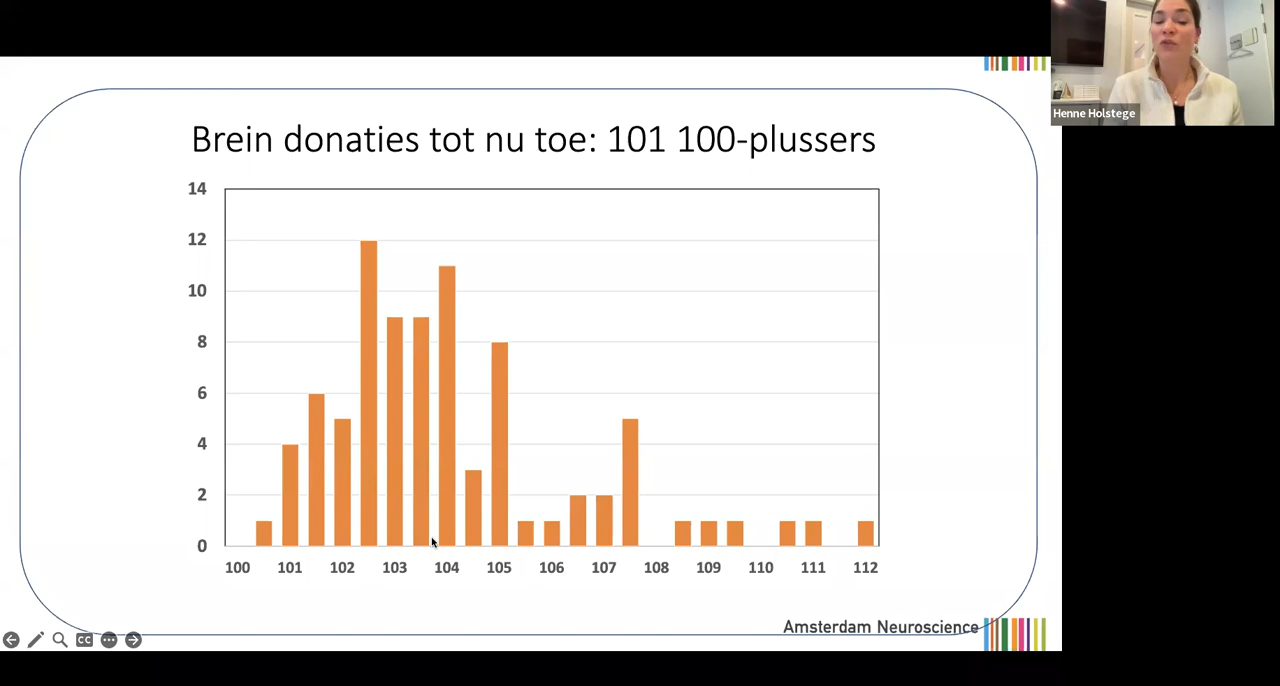 Henne Holstege
Brein donaties tot nu toe: 101 100-plussers
14
12
10
8
6
4
2
0
100 101 102 103 104 105 106 107 108 109 110 111 112
Amsterdam Neuroscience
CC